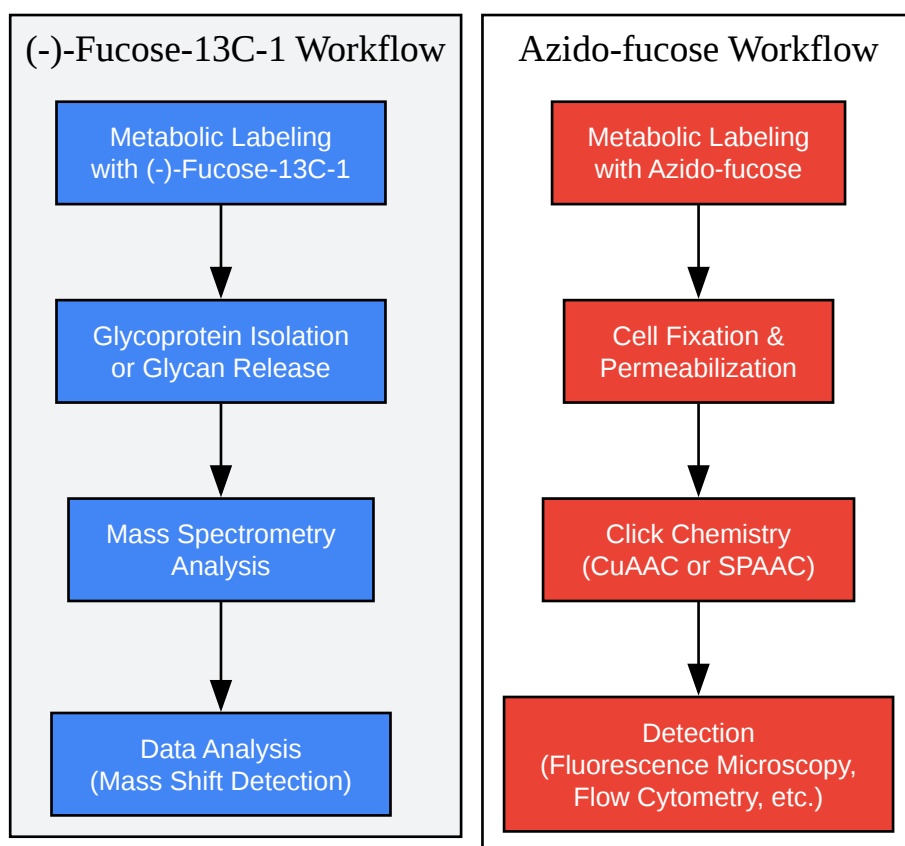 (-)-Fucose-13C-1 Workflow
Metabolic Labeling
with (-)-Fucose-13C-1
Glycoprotein Isolation
or Glycan Release
Mass Spectrometry
Analysis
Data Analysis
(Mass Shift Detection)
Azido-fucose Workflow
Metabolic Labeling
with Azido-fucose
Cell Fixation &
Permeabilization
Click Chemistry
(CuAAC or SPAAC)
Detection
(Fluorescence Microscopy,
Flow Cytometry, etc.)